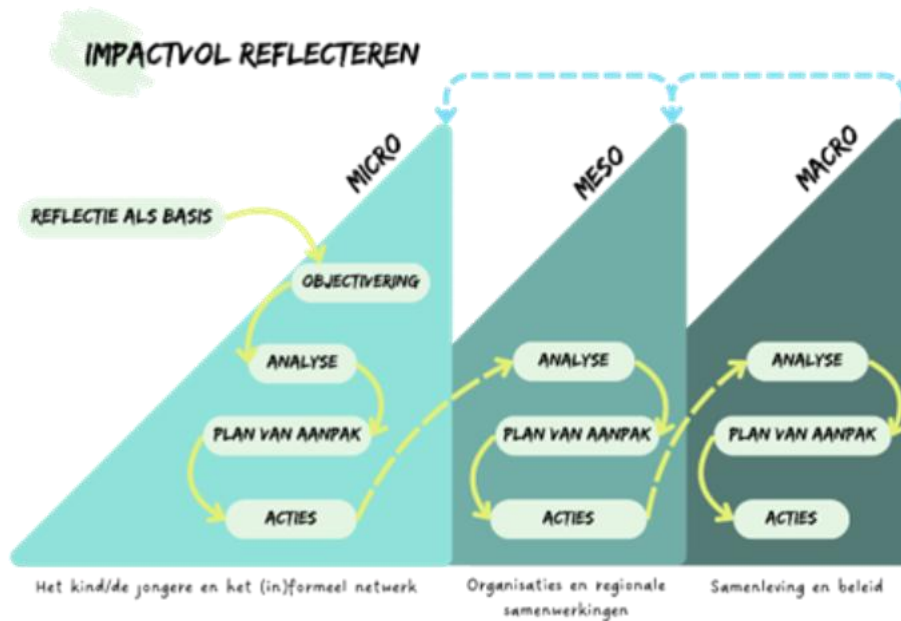 IMPACTVOL REFLECTEREN
MICRO
MESO
MACRO
REFLECTIE ALS BASIS
OBJECTIVERING
ANALYSE
PLAN VAN AANPAK
ACTIES
ANALYSE
PLAN VAN AANPAK
ACTIES
ANALYSE
PLAN VAN AANPAK
ACTIES
Het kind/de jongere en het (in)formeel netwerk
Organisaties en regionale
samenwerkingen
Samenleving en beleid